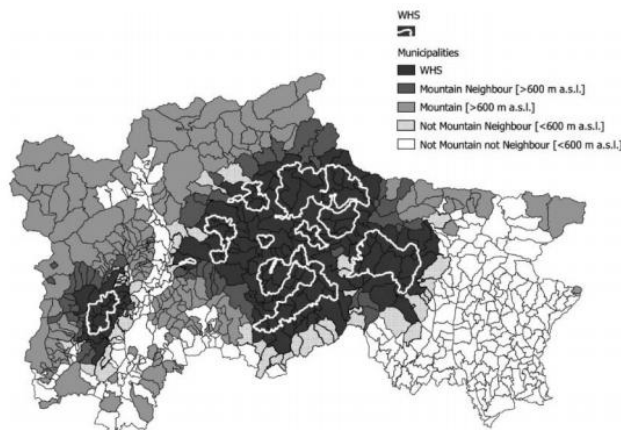 WHS
Municipalities
WHS
Mountain Neighbour [>600 m a.s.l.]
Mountain [>600 m a.s.l.]
Not Mountain Neighbour [<600 m a.s.l.]
Not Mountain not Neighbour [<600 m a.s.l.]